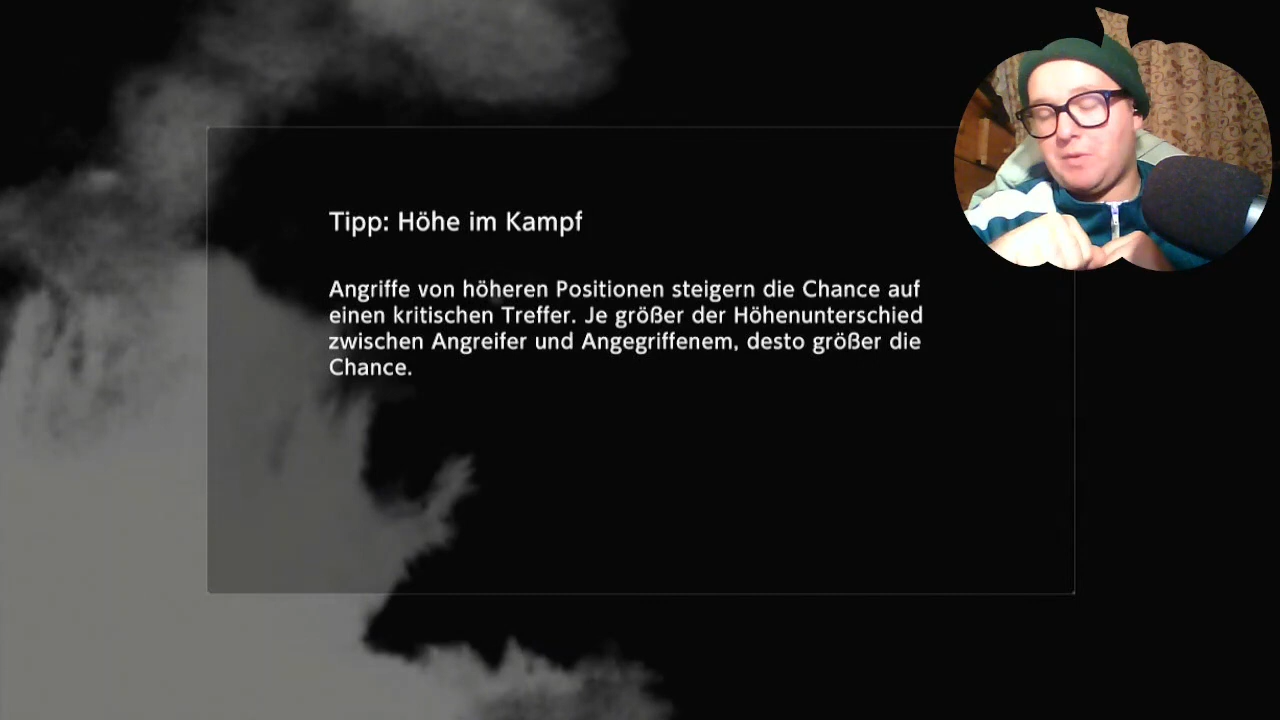 Tipp: Höhe im Kampf
Angriffe von höheren Positionen steigern die Chance auf
einen kritischen Treffer. Je größer der Höhenunterschied
zwischen Angreifer und Angegriffenem, desto größer die
Chance.